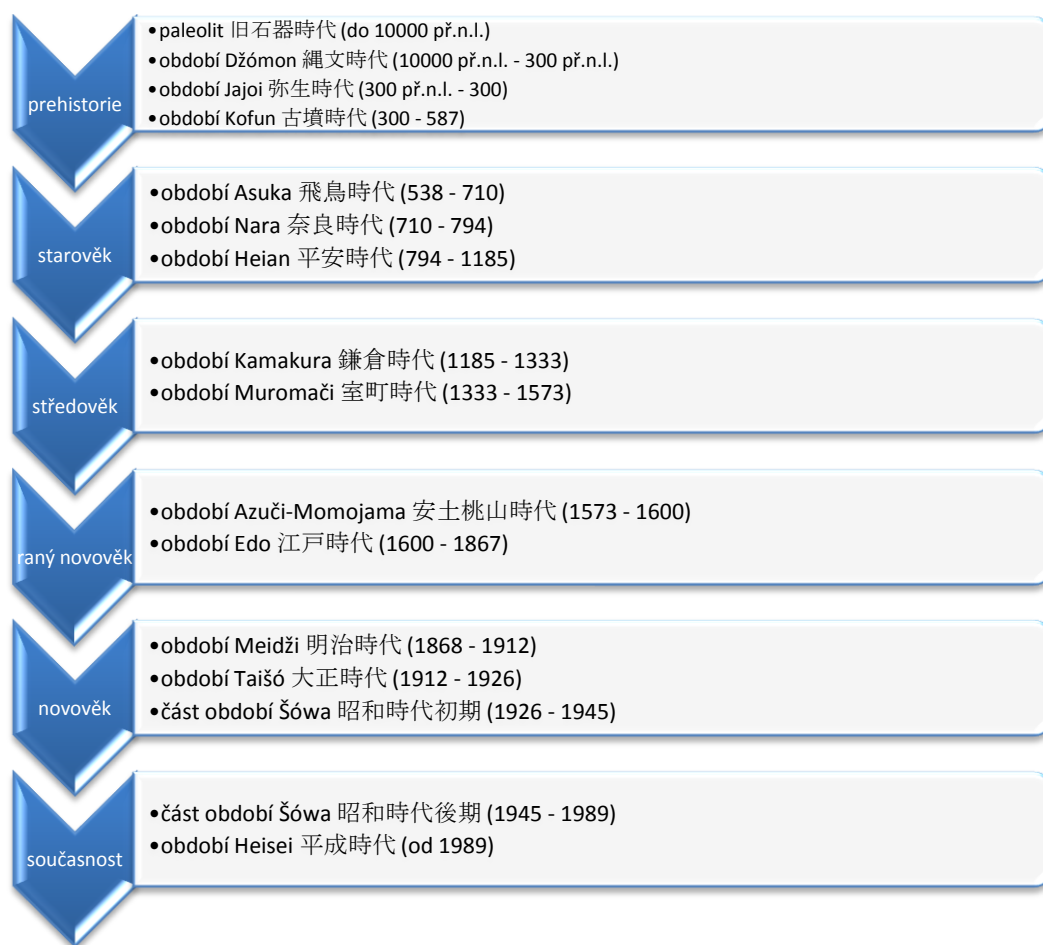 prehistorie
•paleolit 旧石器時代 (do 10000 př.n.l.)
•období Džómon 縄文時代 (10000 př.n.l. - 300 př.n.l.)
•období Jajoi 弥生時代 (300 př.n.l. - 300)
•období Kofun 古墳時代 (300 - 587)
starověk
•období Asuka 飛鳥時代 (538 - 710)
•období Nara 奈良時代 (710 - 794)
•období Heian 平安時代 (794 - 1185)
středověk
•období Kamakura 鎌倉時代 (1185 - 1333)
•období Muromači 室町時代 (1333 - 1573)
raný novověk
•období Azuči-Momojama 安土桃山時代 (1573 - 1600)
•období Edo 江戸時代 (1600 - 1867)
novověk
•období Meidži 明治時代 (1868 - 1912)
•období Taišó 大正時代 (1912 - 1926)
•část období Šówa 昭和時代初期 (1926 - 1945)
současnost
•část období Šówa 昭和時代後期 (1945 - 1989)
•období Heisei 平成時代 (od 1989)